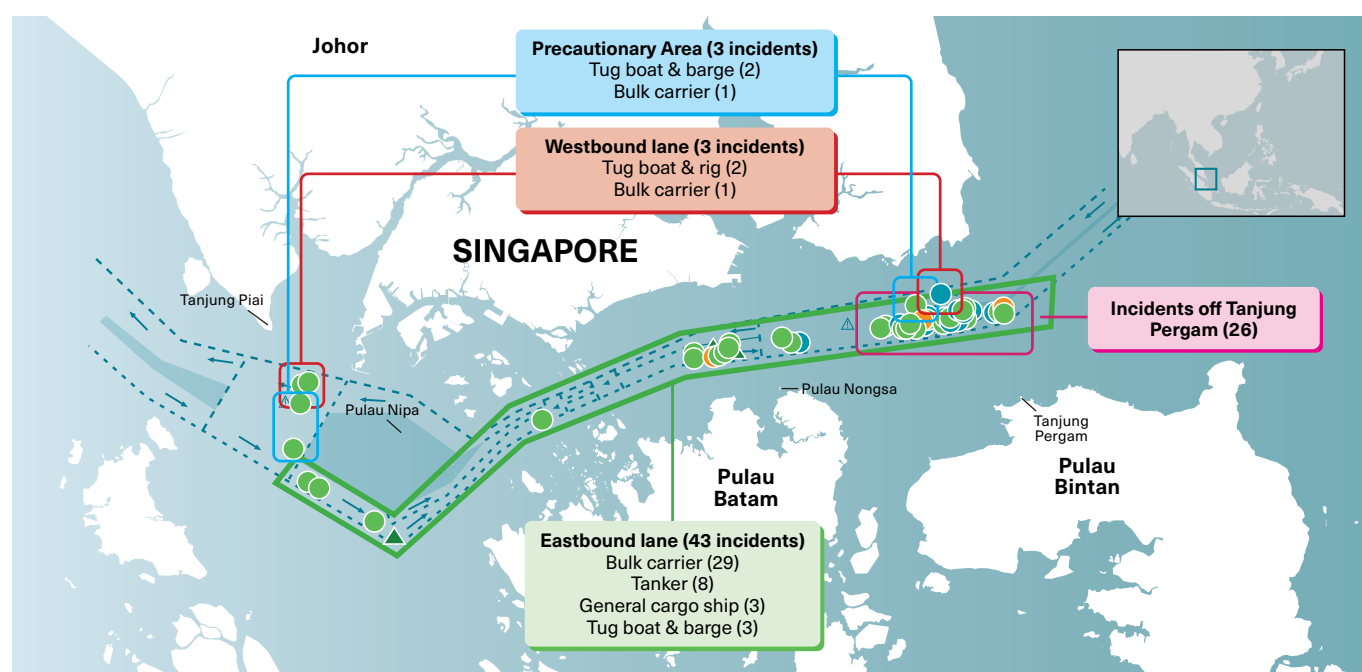 Johor
Precautionary Area (3 incidents)
Tug boat & barge (2)
Bulk carrier (1)
Westbound lane (3 incidents)
Tug boat & rig (2)
Bulk carrier (1)
SINGAPORE
Tanjung Piai
Incidents off Tanjung
Pergam (26)
Pulau Nongsa
Pulau Nipa
Tanjung
Pergam
Pulau
Batam
Pulau
Bintan
Eastbound lane (43 incidents)
Bulk carrier (29)
Tanker (8)
General cargo ship (3)
Tug boat & barge (3)